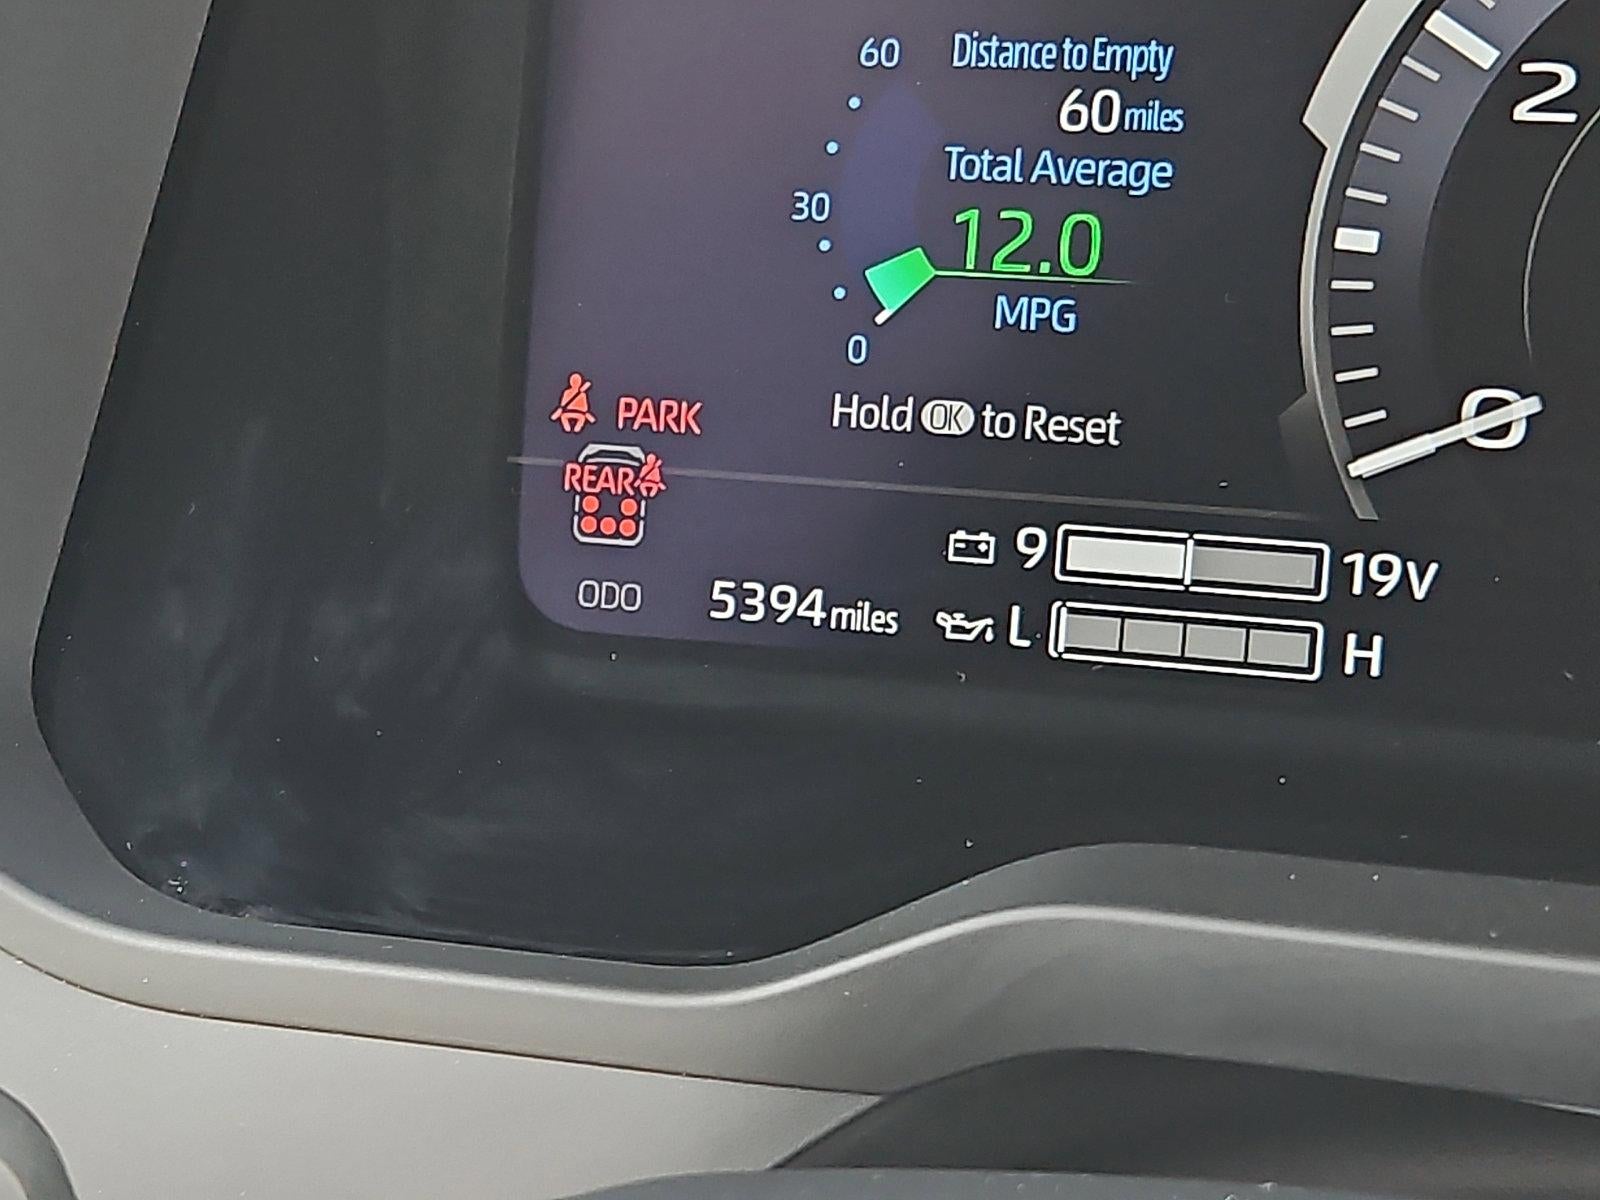 60
Distance to Empty
60 miles
Total Average
30
12.0
MPG
0
Hold OK to Reset
PARK
REAR
ODO
5394 miles
9
19V
L
H
2
0